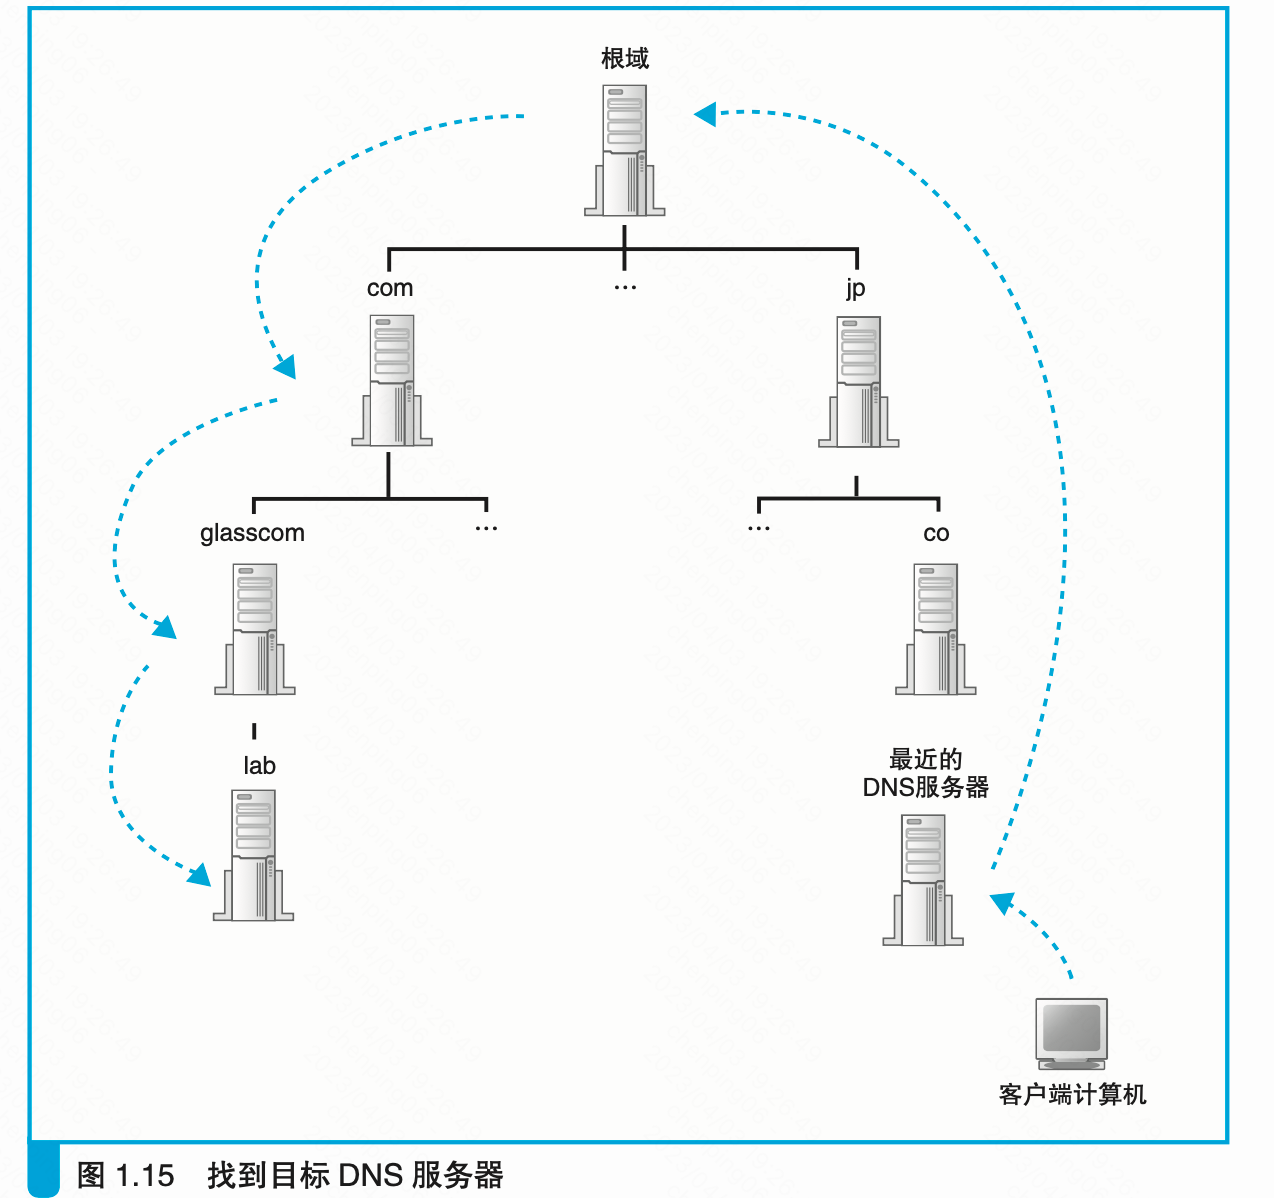 根域
com
...
jp
glasscom
...
...
co
lab
最近的
DNS服务器
客户端计算机
图 1.15 找到目标 DNS 服务器